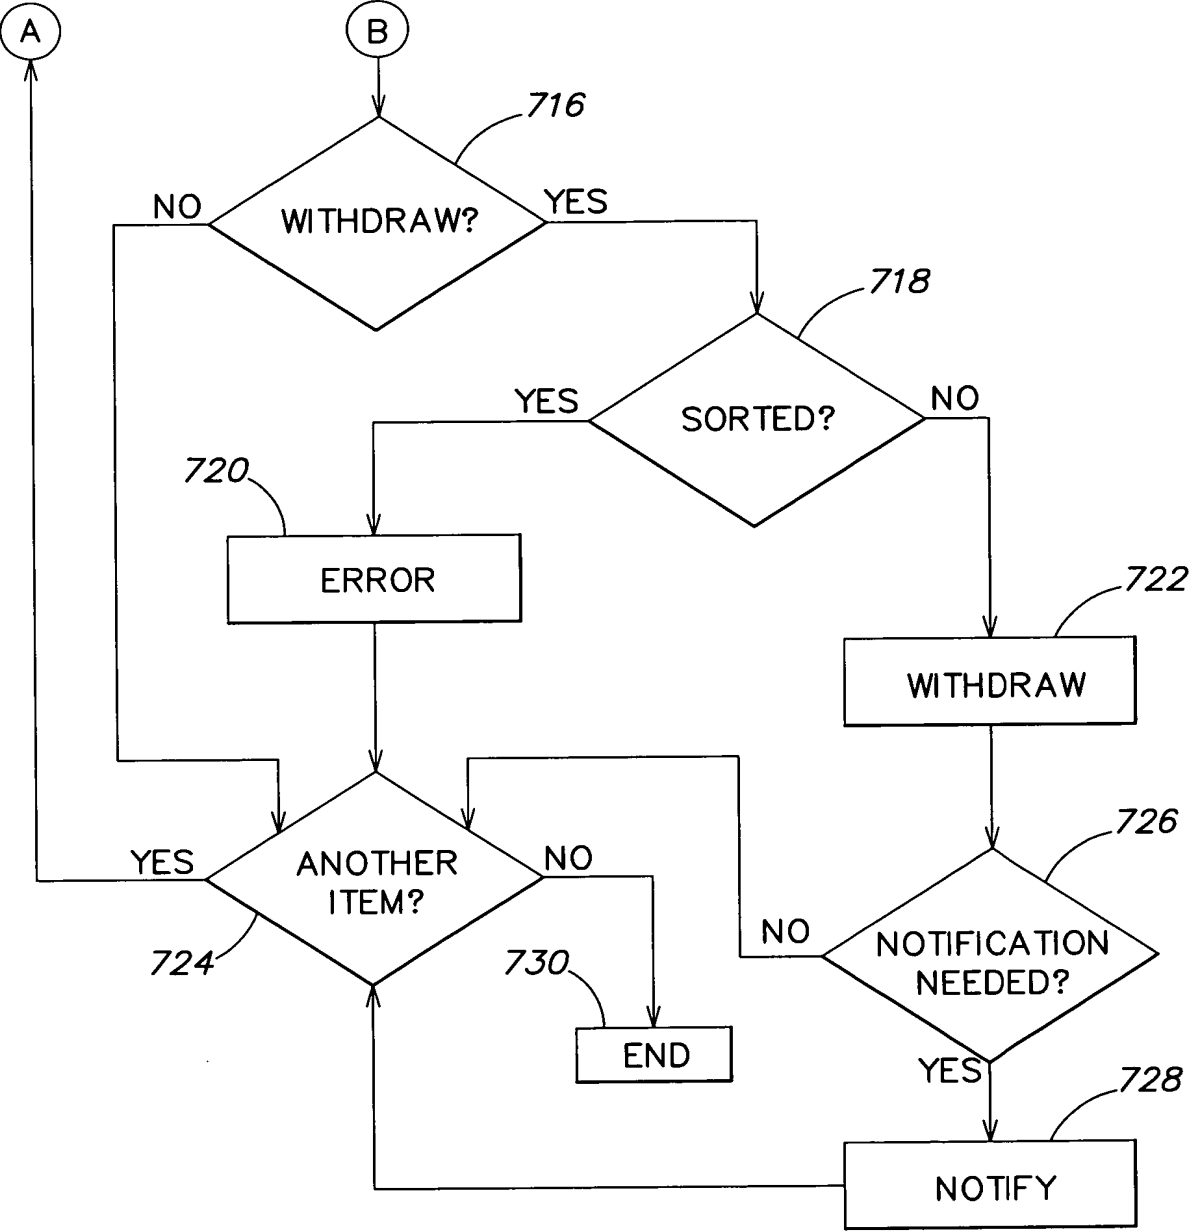 A
B
716
NO
WITHDRAW?
YES
718
YES
SORTED?
NO
720
ERROR
722
WITHDRAW
726
YES
ANOTHER
ITEM?
NO
724
730
NO
NOTIFICATION
NEEDED?
END
YES
728
NOTIFY